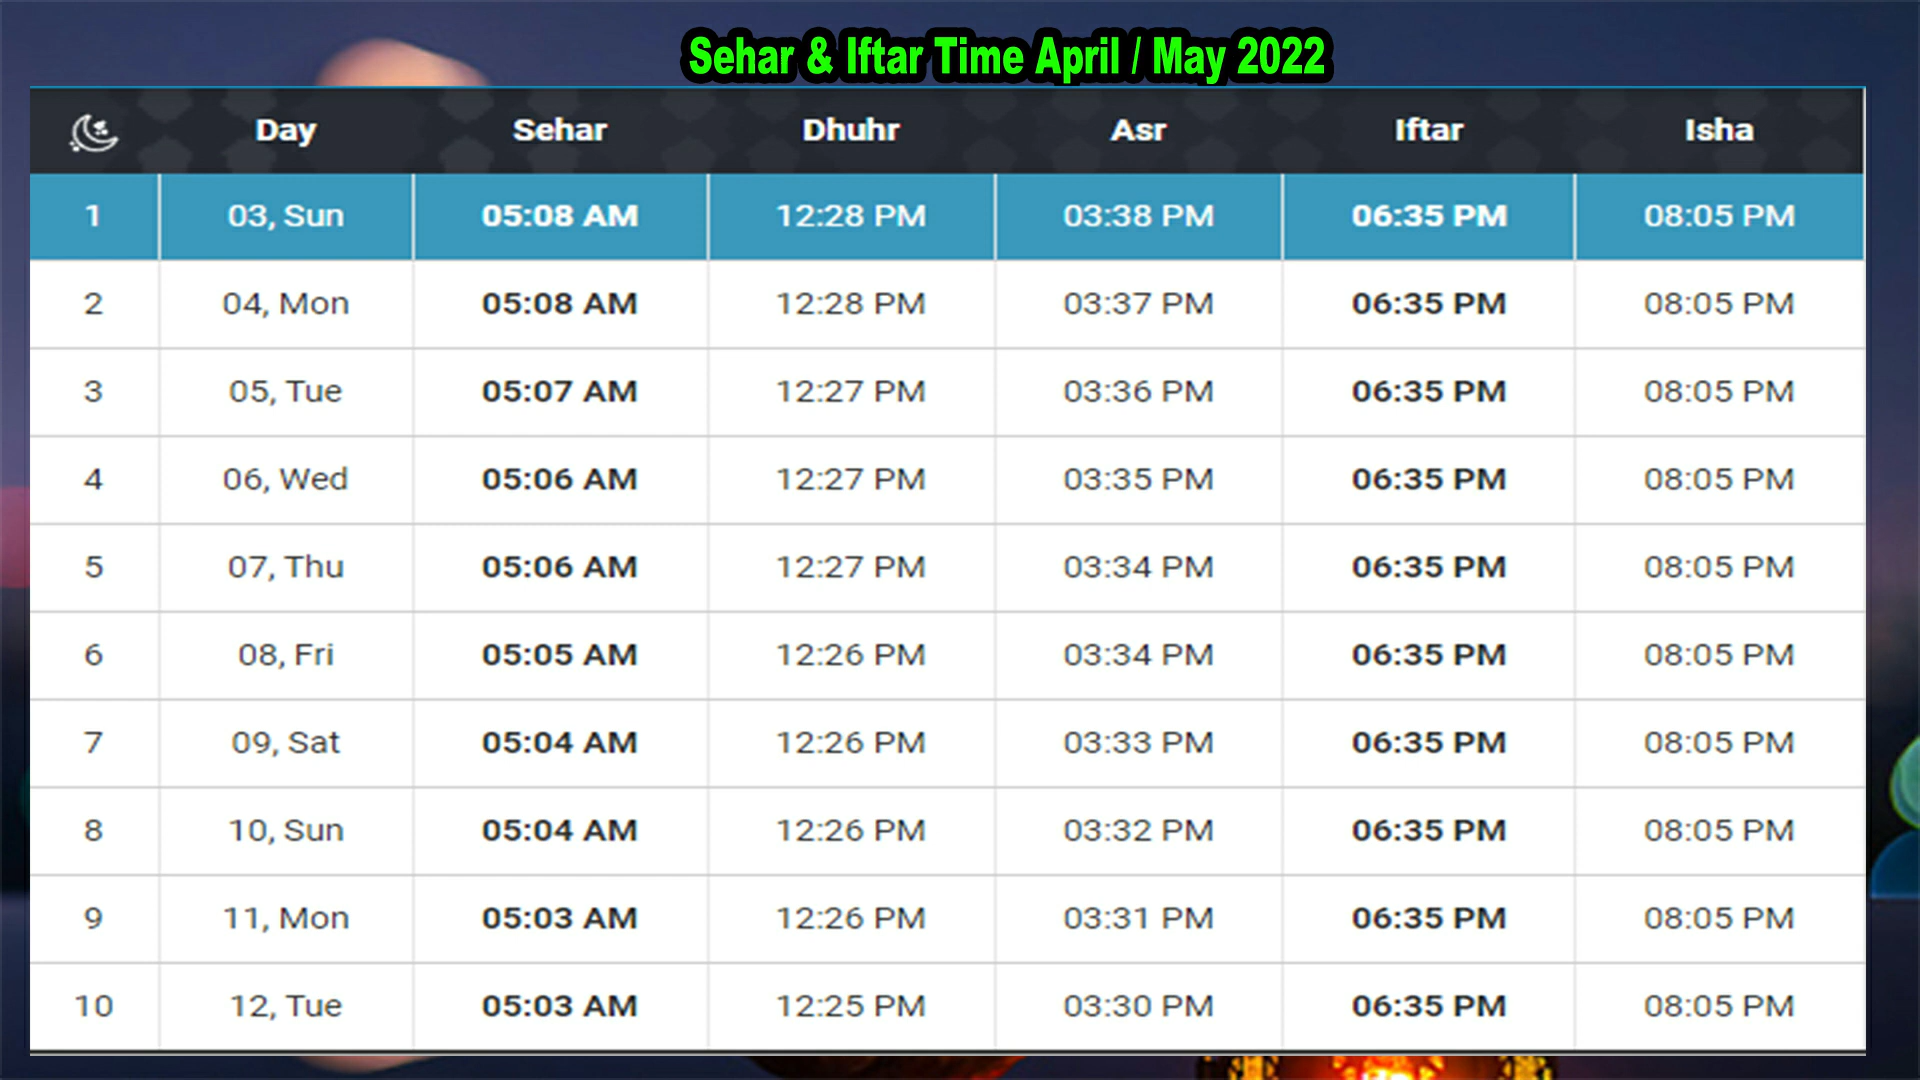 Sehar & Iftar Time April / May 2022
Day Sehar Dhuhr Asr Iftar Isha
1 03, Sun 05:08 AM 12:28 PM 03:38 PM 06:35 PM 08:05 PM
2 04, Mon 05:08 AM 12:28 PM 03:37 PM 06:35 PM 08:05 PM
3 05, Tue 05:07 AM 12:27 PM 03:36 PM 06:35 PM 08:05 PM
4 06, Wed 05:06 AM 12:27 PM 03:35 PM 06:35 PM 08:05 PM
5 07, Thu 05:06 AM 12:27 PM 03:34 PM 06:35 PM 08:05 PM
6 08, Fri 05:05 AM 12:26 PM 03:34 PM 06:35 PM 08:05 PM
7 09, Sat 05:04 AM 12:26 PM 03:33 PM 06:35 PM 08:05 PM
8 10, Sun 05:04 AM 12:26 PM 03:32 PM 06:35 PM 08:05 PM
9 11, Mon 05:03 AM 12:26 PM 03:31 PM 06:35 PM 08:05 PM
10 12, Tue 05:03 AM 12:25 PM 03:30 PM 06:35 PM 08:05 PM